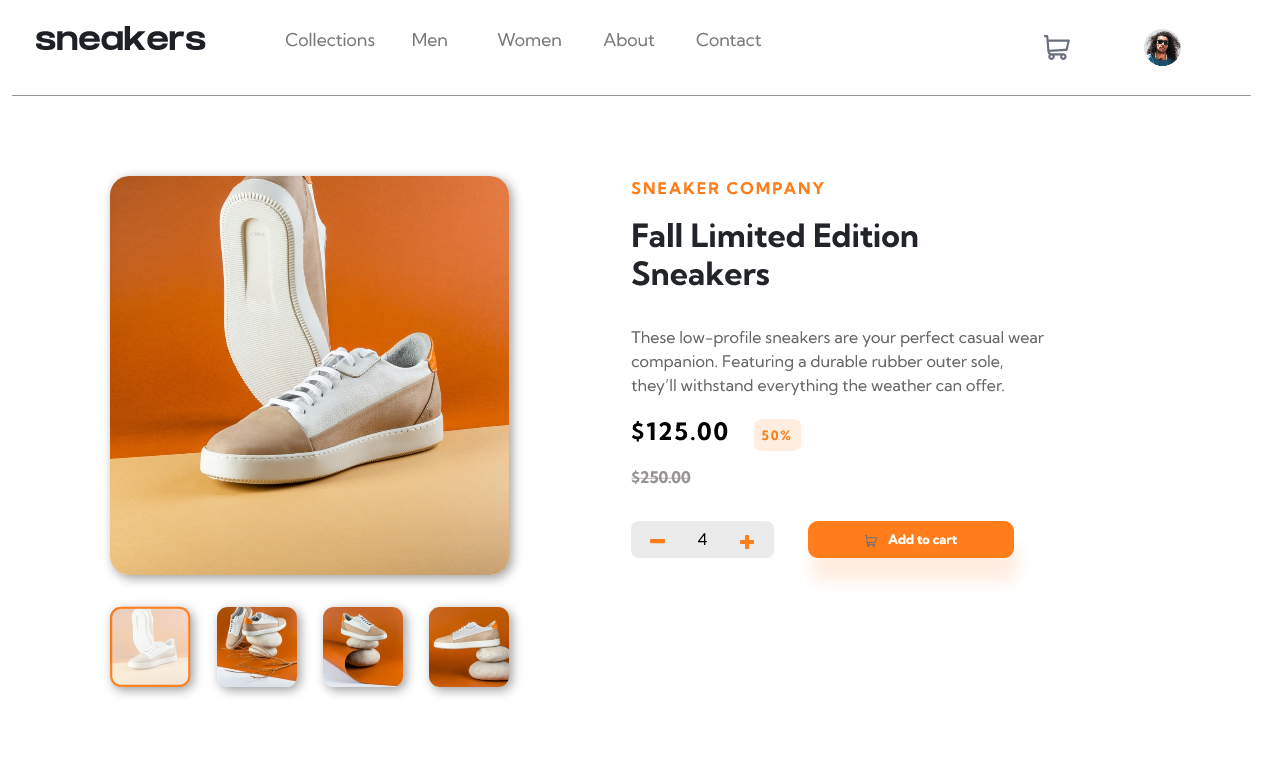 sneakers
Collections
Men
Women
About
Contact
SNEAKER COMPANY
Fall Limited Edition
Sneakers
These low-profile sneakers are your perfect casual wear
companion. Featuring a durable rubber outer sole,
they’ll withstand everything the weather can offer.
$125.00
50%
$250.00
4
Add to cart